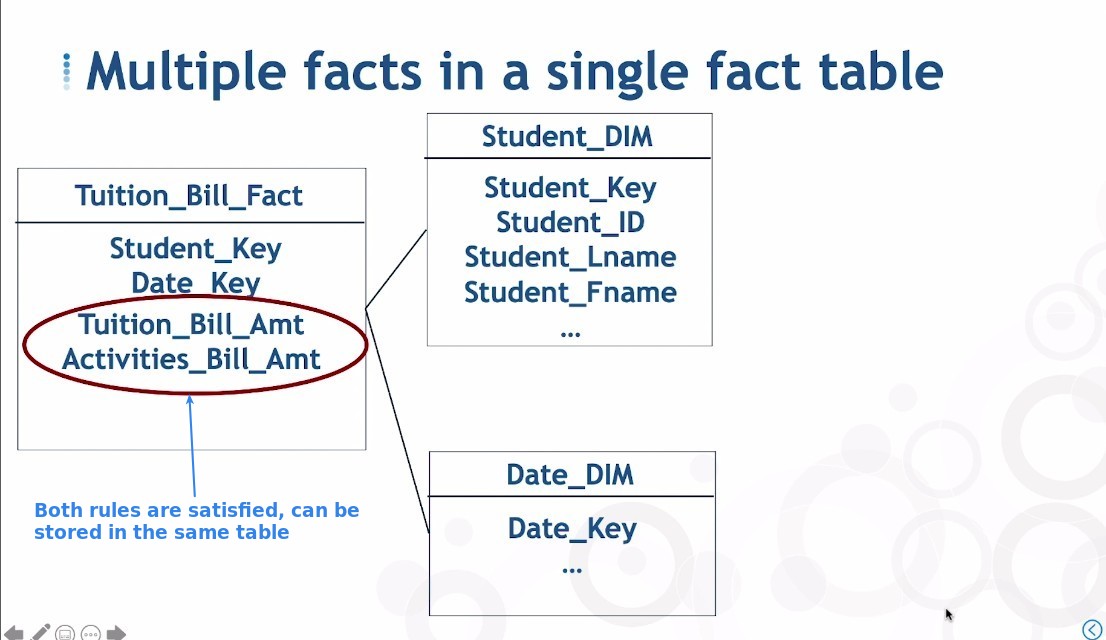 Multiple facts in a single fact table
Student_DIM
Student_Key
Student_ID
Student_Lname
Student_Fname
...
Tuition_Bill_Fact
Student_Key
Date_Key
Tuition_Bill_Amt
Activities_Bill_Amt
Both rules are satisfied, can be
stored in the same table
Date_DIM
Date_Key
...